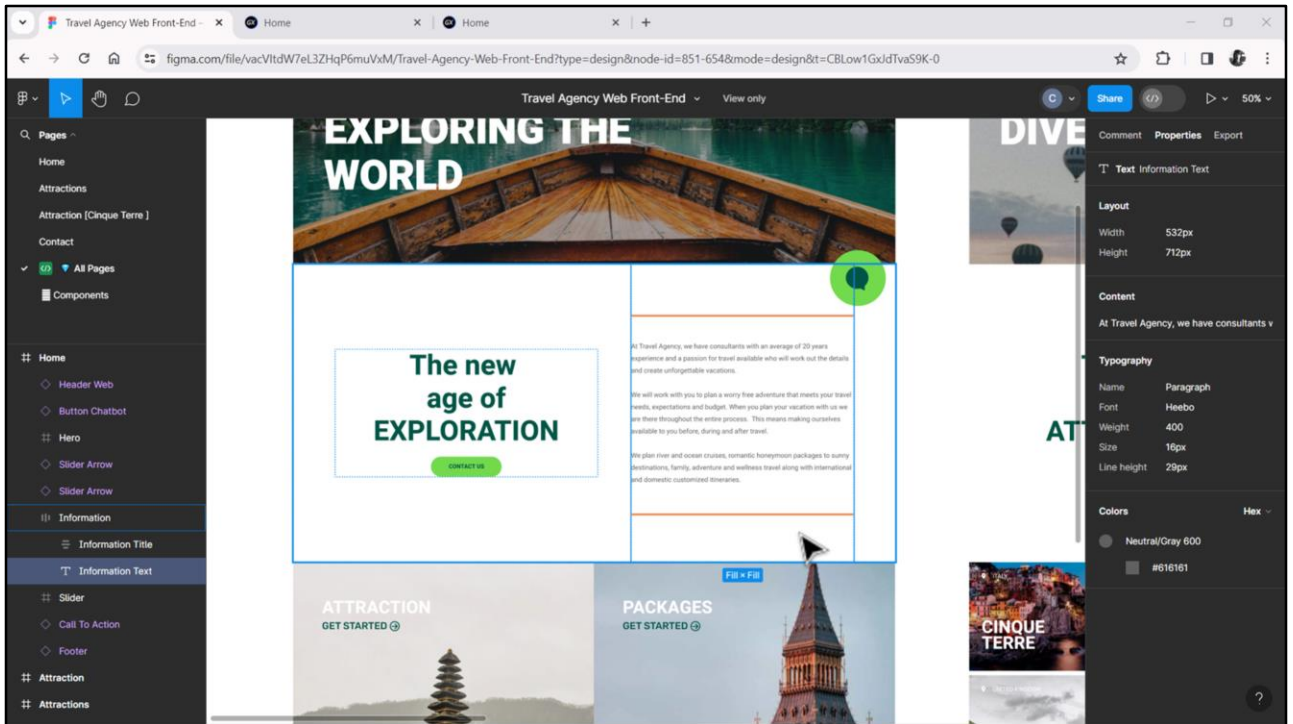 Travel Agency Web Front-End –
Home
Home
figma.com/file/vacVItdW7eL3ZHqP6muVxM/Travel-Agency-Web-Front-End?type=design&node-id=851-654&mode=design&t=CBLow1GxJdTvaS9K-0
Travel Agency Web Front-End
View only
C
Share
50%
Pages
Home
Attractions
Attraction [Cinque Terre ]
Contact
All Pages
Components
Home
Header Web
Button Chatbot
Hero
Slider Arrow
Slider Arrow
Information
Information Title
Information Text
Slider
Call To Action
Footer
Attraction
Attractions
EXPLORING THE
WORLD
The new
age of
EXPLORATION
CONTACT US
At Travel Agency, we have consultants with an average of 20 years
experience and a passion for travel available who will work out the details
and create unforgettable vacations.
We will work with you to plan a worry free adventure that meets your travel
needs, expectations and budget. When you plan your vacation with us we
are there throughout the entire process. This means making ourselves
available to you before, during and after travel.
We plan river and ocean cruises, romantic honeymoon packages to sunny
destinations, family, adventure and wellness travel along with international
and domestic customized itineraries.
Fill × Fill
ATTRACTION
GET STARTED
PACKAGES
GET STARTED
DIVE
AT
ITALY
CINQUE
TERRE
Comment Properties Export
T Text Information Text
Layout
Width 532px
Height 712px
Content
At Travel Agency, we have consultants v
Typography
Name Paragraph
Font Heebo
Weight 400
Size 16px
Line height 29px
Colors Hex
Neutral/Gray 600
#616161
?